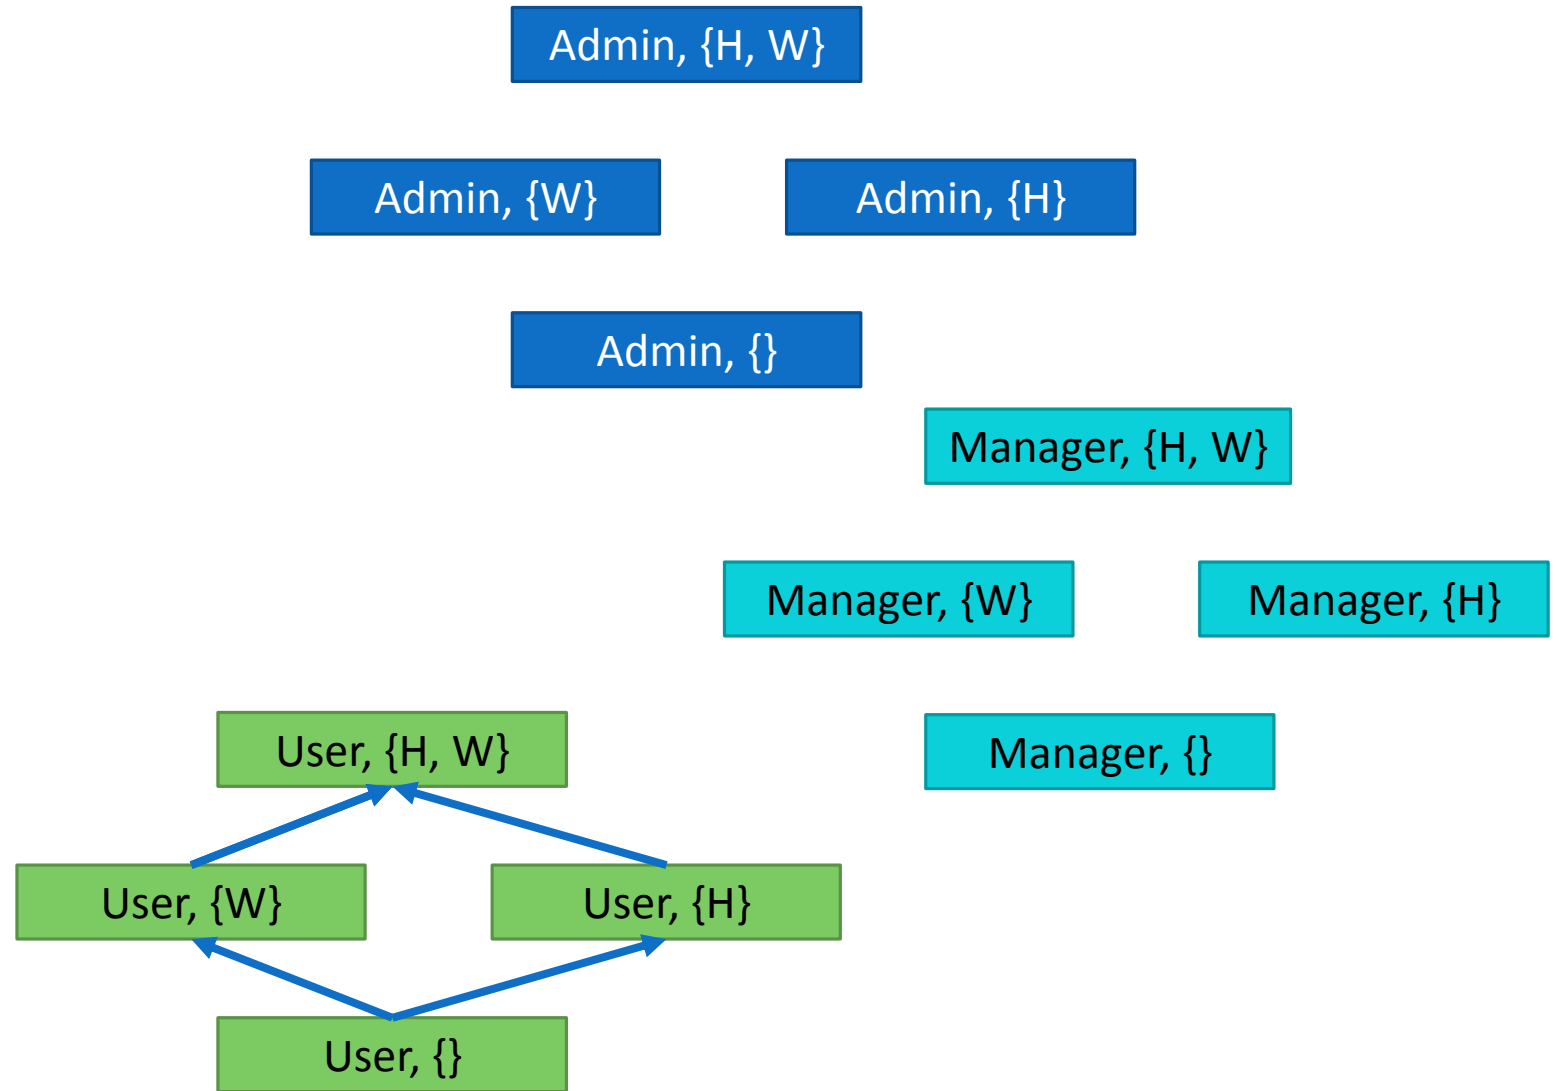 Admin, {H, W}
Admin, {W}
Admin, {H}
Admin, {}
Manager, {H, W}
Manager, {W}
Manager, {H}
User, {H, W}
Manager, {}
User, {W}
User, {H}
User, {}